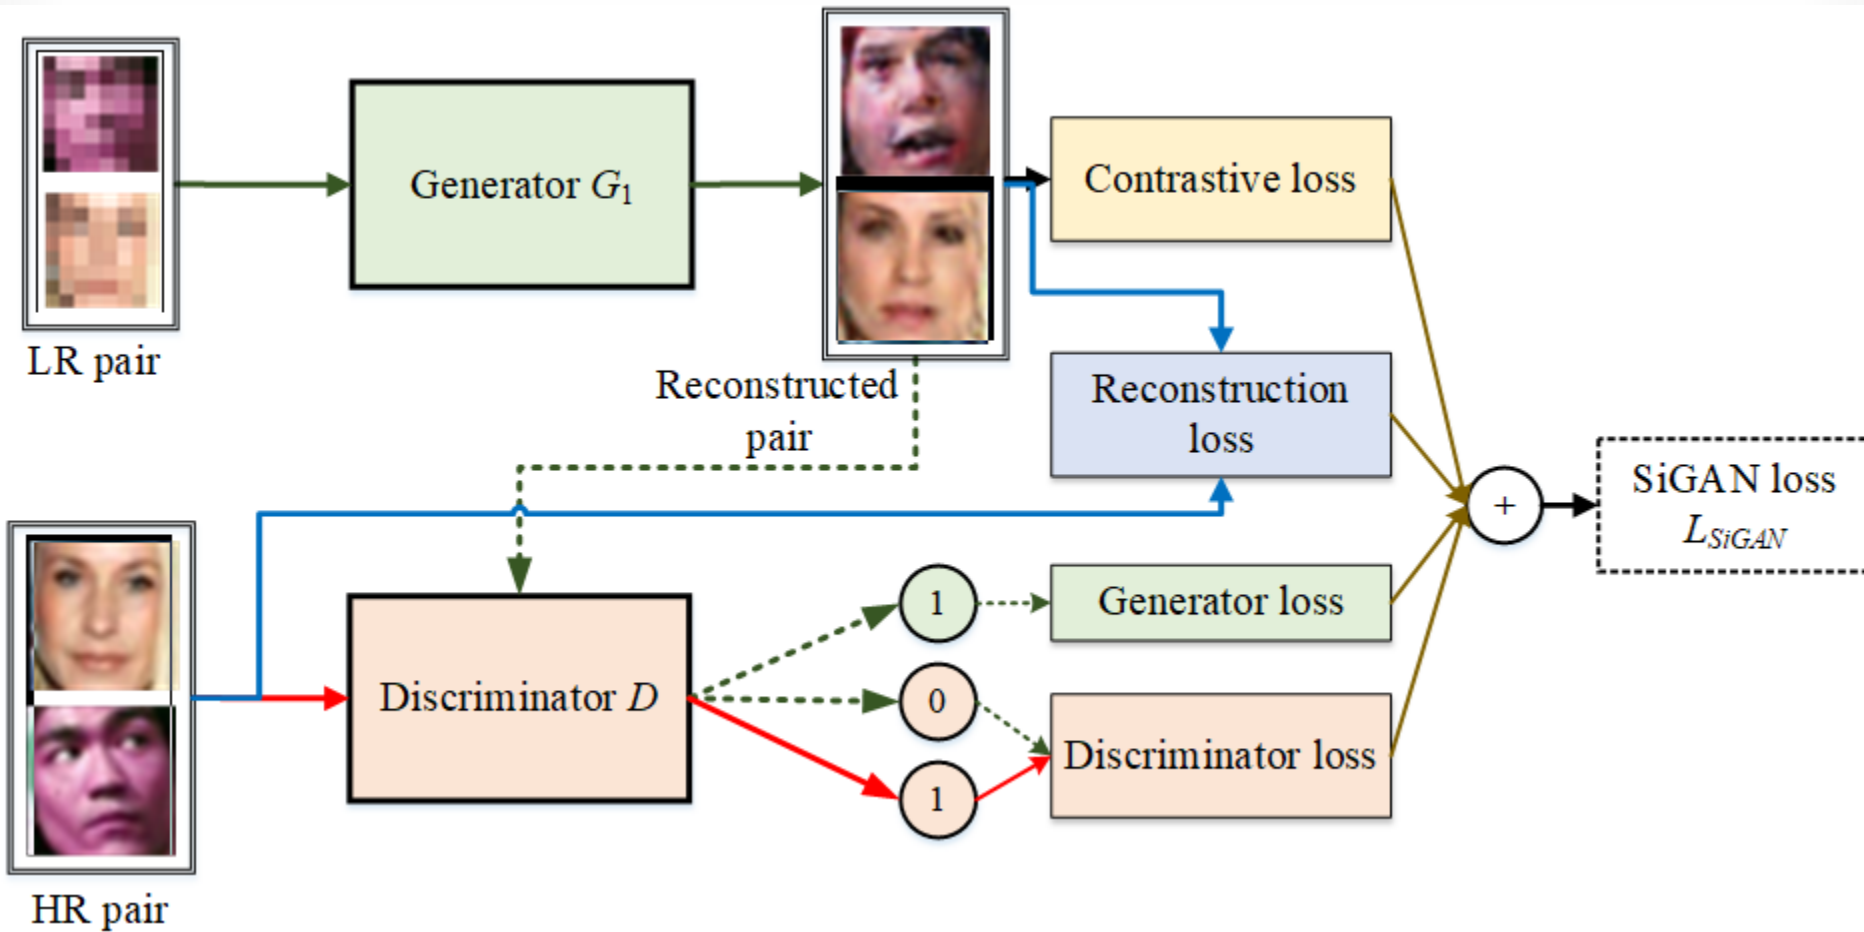 LR pair
Generator G1
Reconstructed
pair
Contrastive loss
Reconstruction
loss
SiGAN loss
LSiGAN
+
HR pair
Discriminator D
1
0
1
Generator loss
Discriminator loss